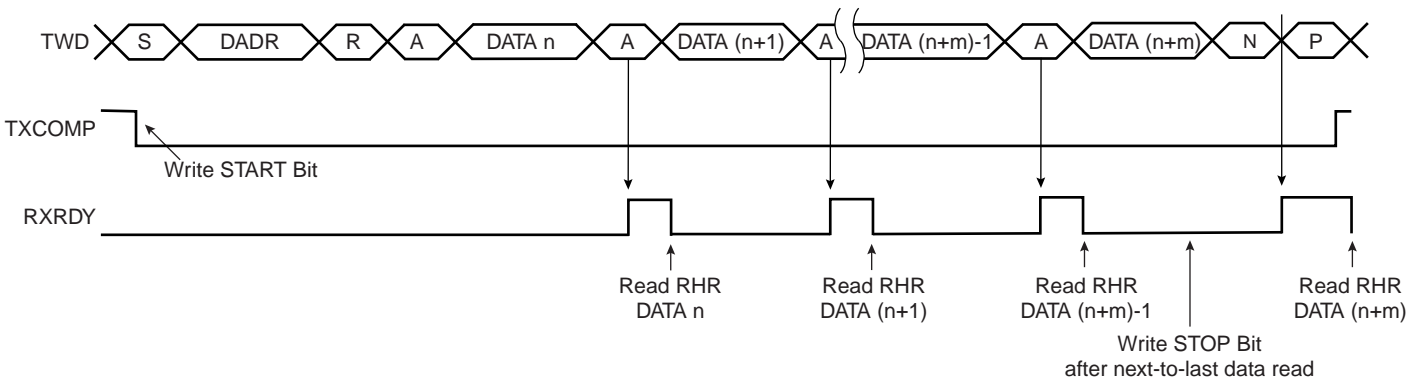 TWD S DADR R A DATA n A DATA (n+1) A DATA (n+m)-1 A DATA (n+m) N P
TXCOMP
Write START Bit
RXRDY
Read RHR Read RHR Read RHR Read RHR
DATA n DATA (n+1) DATA (n+m)-1 DATA (n+m)
Write STOP Bit
after next-to-last data read